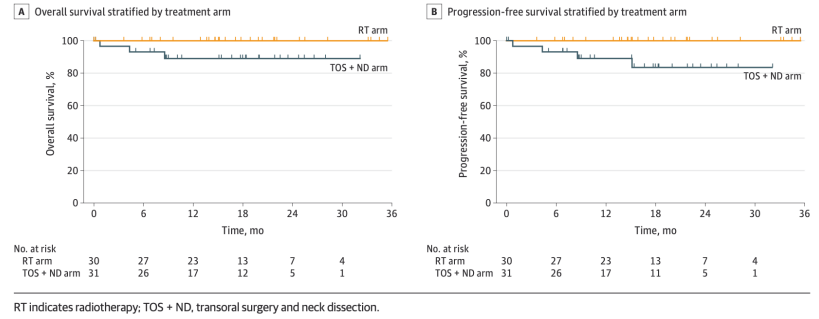 A Overall survival stratified by treatment arm
RT arm
TOS + ND arm
Overall survival, %
100
80
60
40
20
0
0 6 12 18 24 30 36
Time, mo
No. at risk
RT arm 30 27 23 13 7 4
TOS + ND arm 31 26 17 12 5 1
B Progression-free survival stratified by treatment arm
RT arm
TOS + ND arm
Progression-free survival, %
100
80
60
40
20
0
0 6 12 18 24 30 36
Time, mo
No. at risk
RT arm 30 27 23 13 7 4
TOS + ND arm 31 26 17 11 5 1
RT indicates radiotherapy; TOS + ND, transoral surgery and neck dissection.